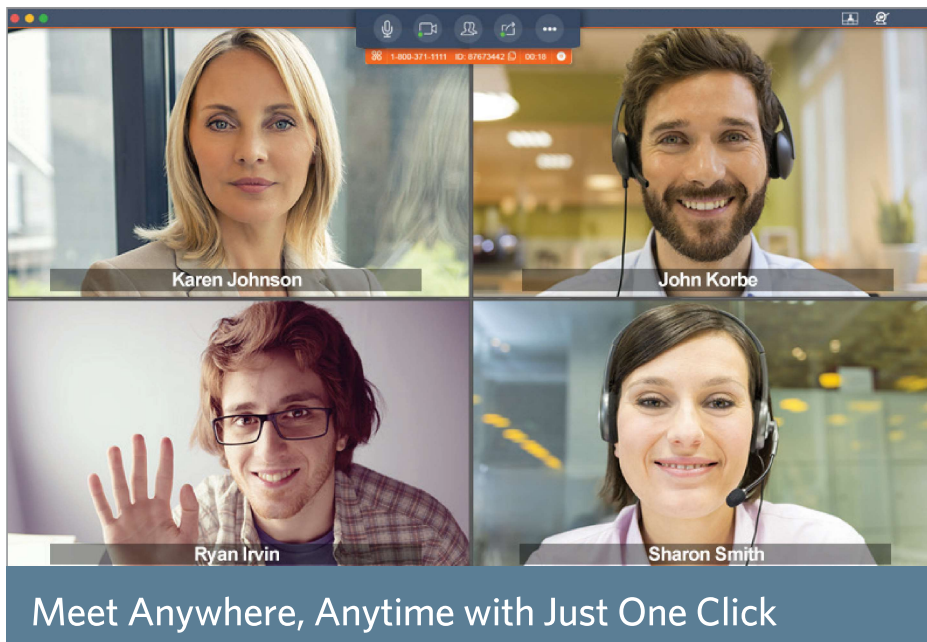 1-800-371-1111 ID: 87673442 00:18
Karen Johnson
John Korbe
Ryan Irvin
Sharon Smith
Meet Anywhere, Anytime with Just One Click